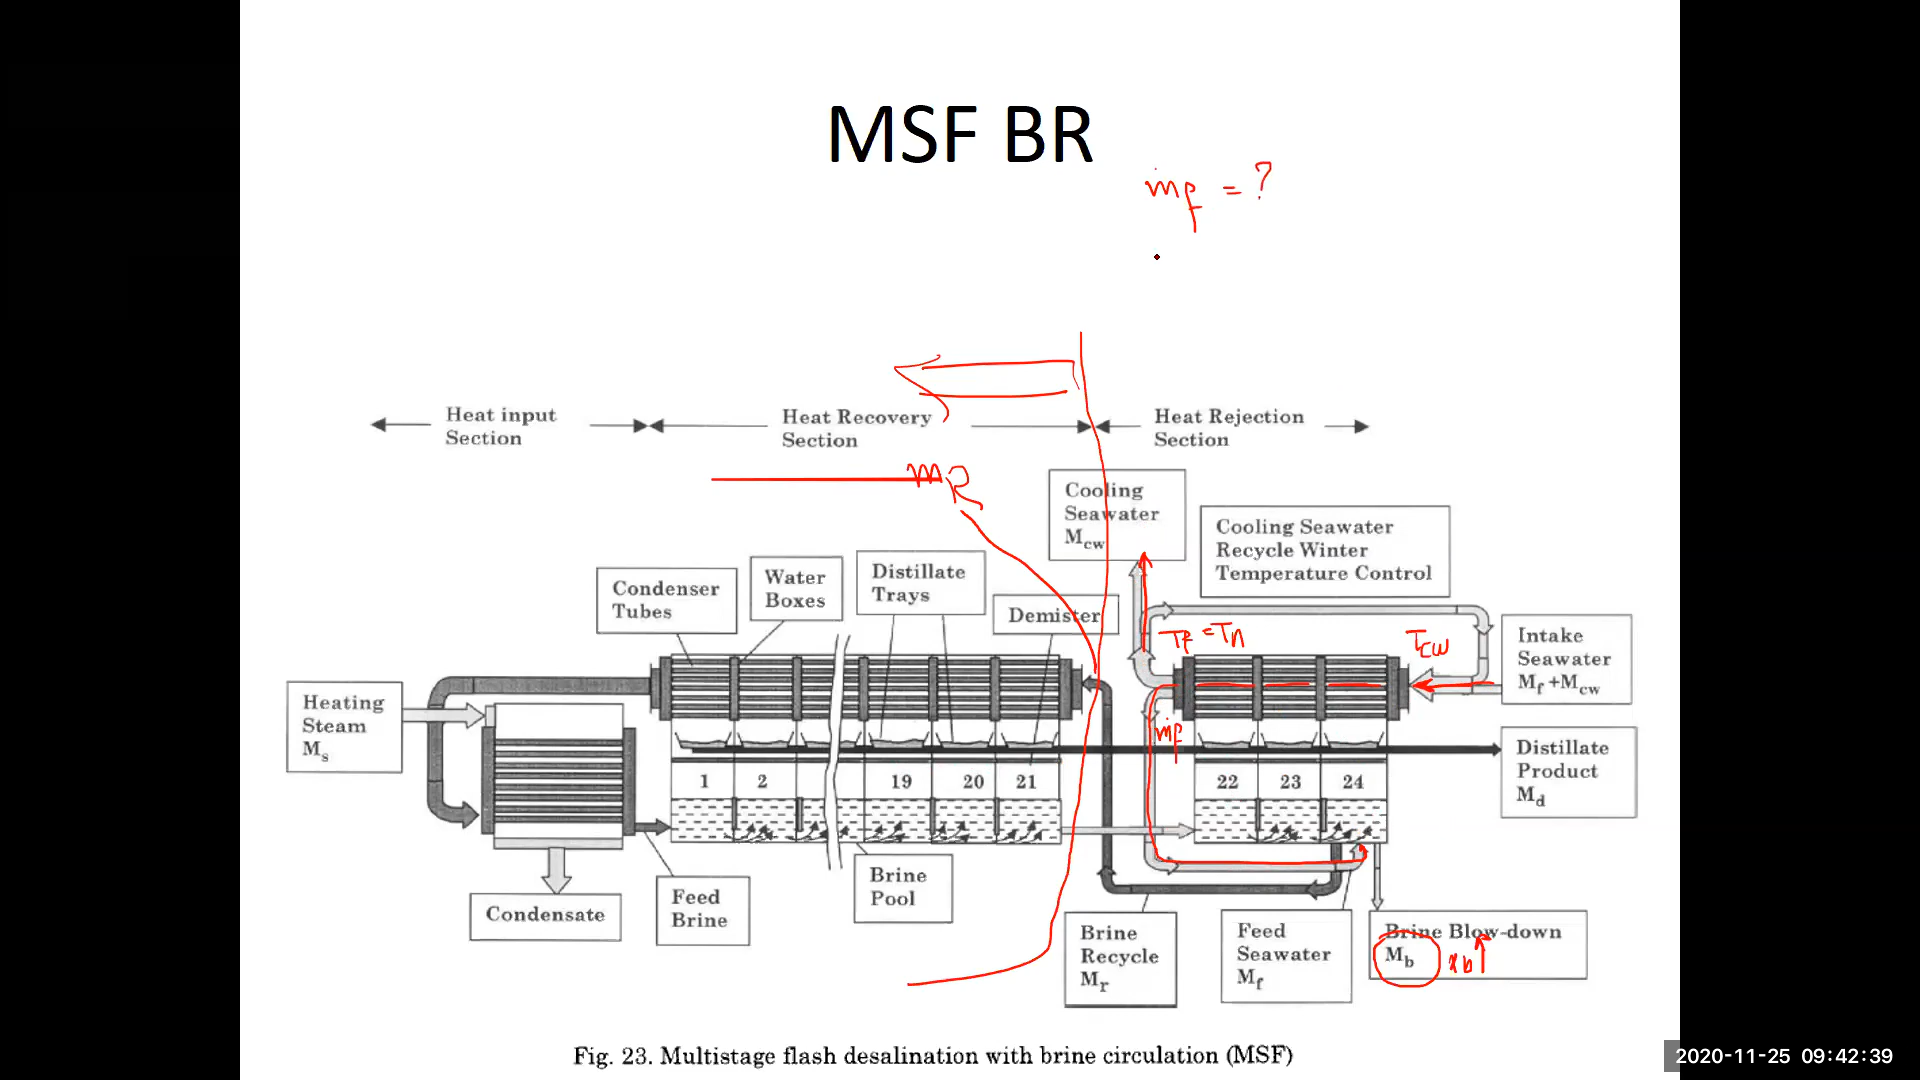 MSF BR
ṁf = ?
Heat input
Section
Heat Recovery
Section
Heat Rejection
Section
mR
Cooling
Seawater
Mcw
Cooling Seawater
Recycle Winter
Temperature Control
Condenser
Tubes
Water
Boxes
Distillate
Trays
Demister
Tf = Tn
Tcw
Intake
Seawater
Mf +Mcw
Heating
Steam
Ms
ṁf
Distillate
Product
Md
1 2 19 20 21 22 23 24
Brine
Pool
Feed
Brine
Condensate
Brine
Recycle
Mr
Feed
Seawater
Mf
Brine Blow-down
Mb xb↑
Fig. 23. Multistage flash desalination with brine circulation (MSF)
2020-11-25 09:42:39